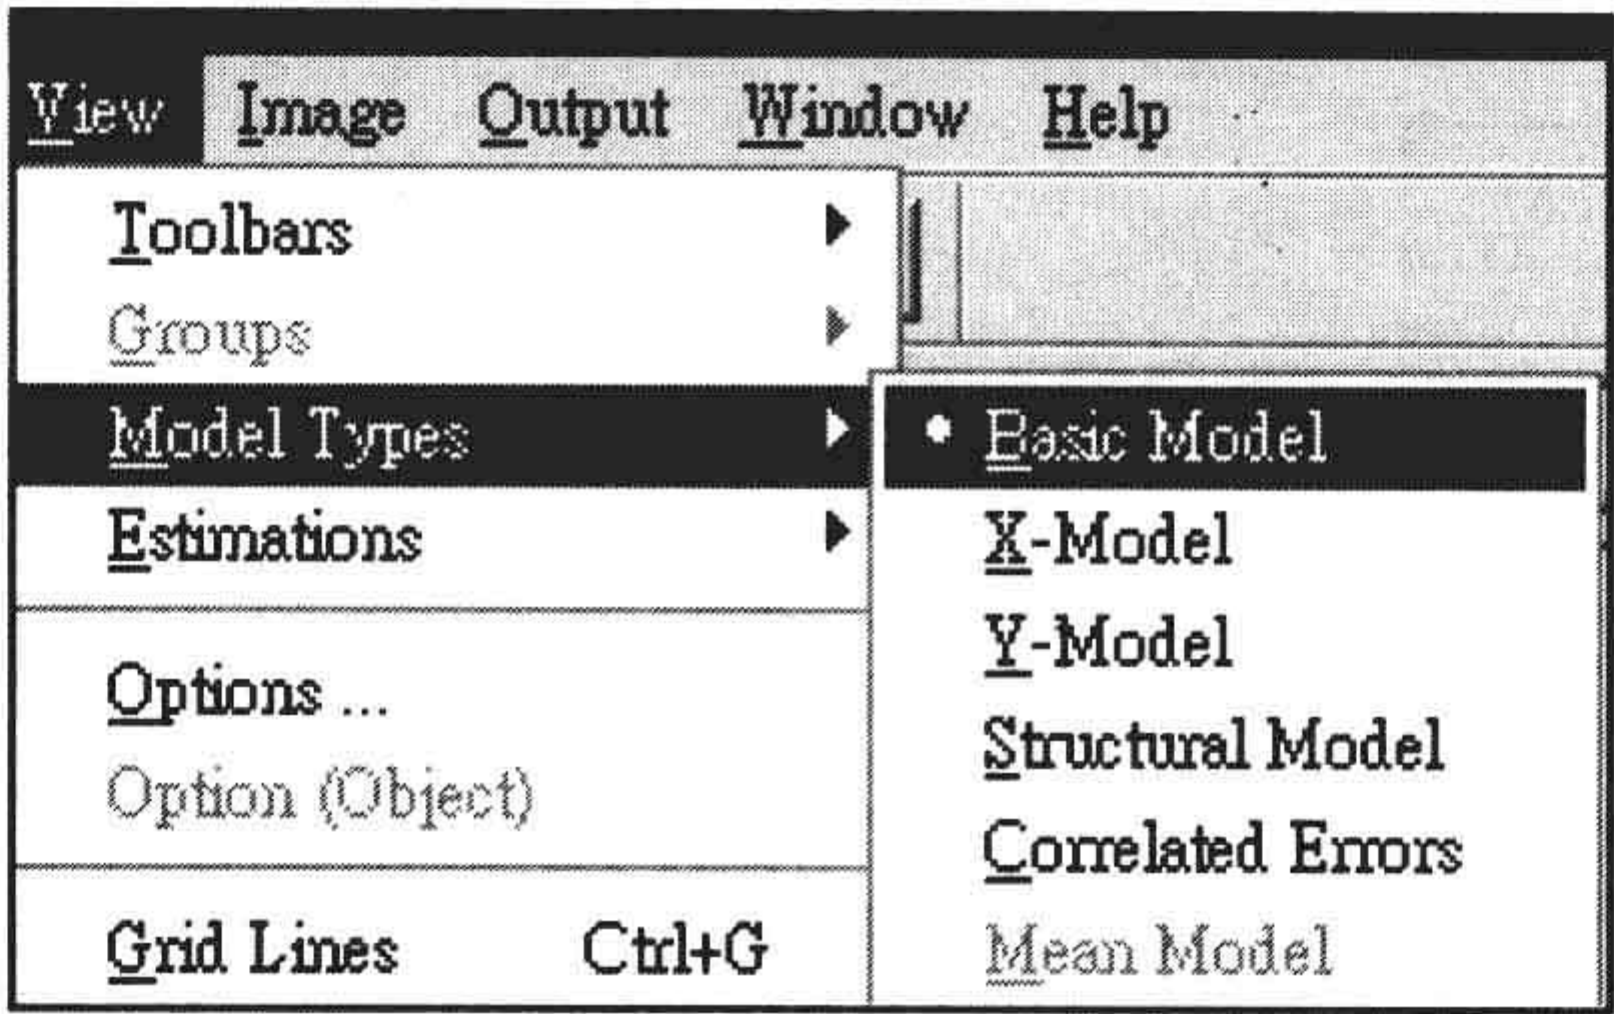 View Image Output Window Help
Toolbars
Groups
Model Types
Estimations
Options ...
Option (Object)
Grid Lines Ctrl+G
Basic Model
X-Model
Y-Model
Structural Model
Correlated Errors
Mean Model